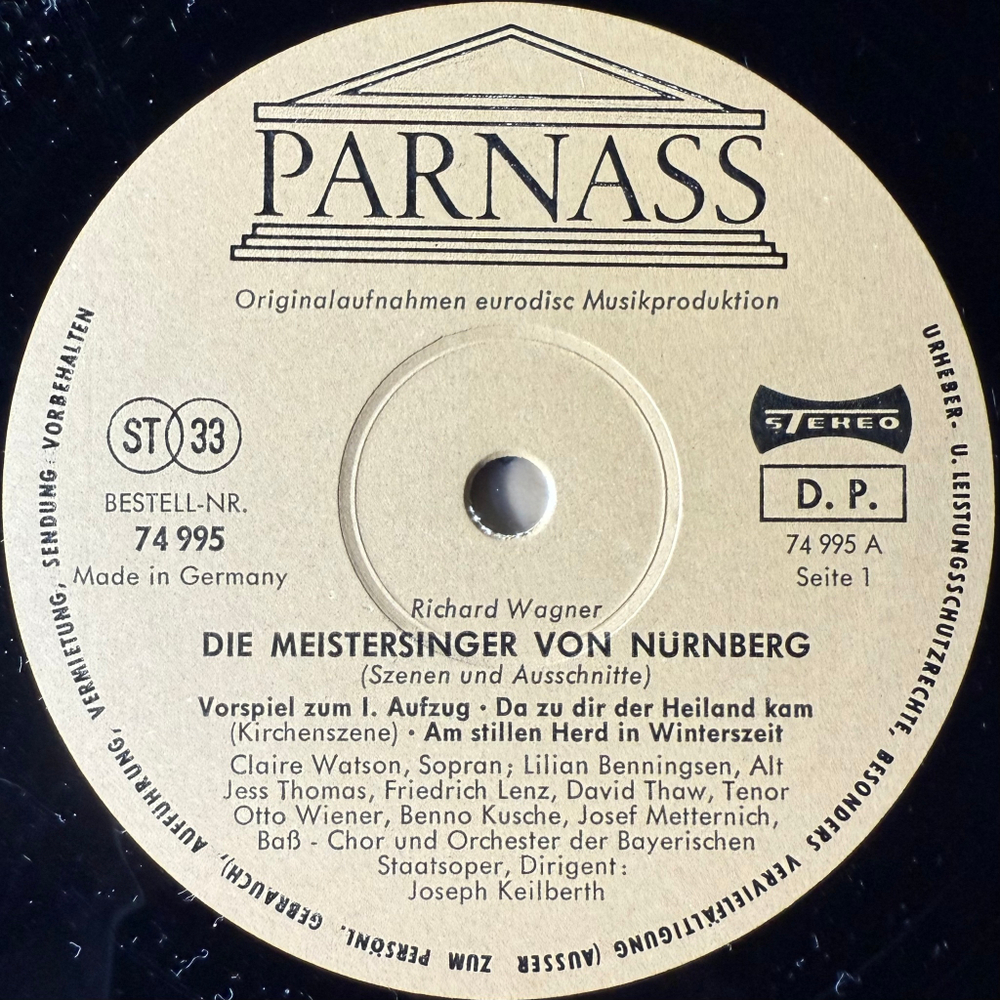 PARNASS
Originalaufnahmen eurodisc Musikproduktion
ST 33
BESTELL-NR.
74 995
Made in Germany
STEREO
D. P.
74 995 A
Seite 1
Richard Wagner
DIE MEISTERSINGER VON NÜRNBERG
(Szenen und Ausschnitte)
Vorspiel zum I. Aufzug · Da zu dir der Heiland kam
(Kirchenszene) · Am stillen Herd in Winterszeit
Claire Watson, Sopran; Lilian Benningsen, Alt
Jess Thomas, Friedrich Lenz, David Thaw, Tenor
Otto Wiener, Benno Kusche, Josef Metternich,
Baß - Chor und Orchester der Bayerischen
Staatsoper, Dirigent:
Joseph Keilberth
URHEBER- U. LEISTUNGSSCHUTZRECHTE, BESONDERS VERVIELFÄLTIGUNG (AUSSER ZUM PERSÖNL. GEBRAUCH), AUFFÜHRUNG, VERMIETUNG, SENDUNG VORBEHALTEN